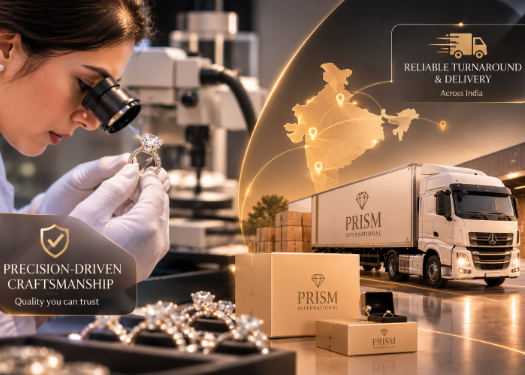 RELIABLE TURNAROUND
& DELIVERY
Across India
PRISM
INTERNATIONAL
PRECISION-DRIVEN
CRAFTSMANSHIP
Quality you can trust
PRISM
INTERNATIONAL
PRISM
INTERNATIONAL